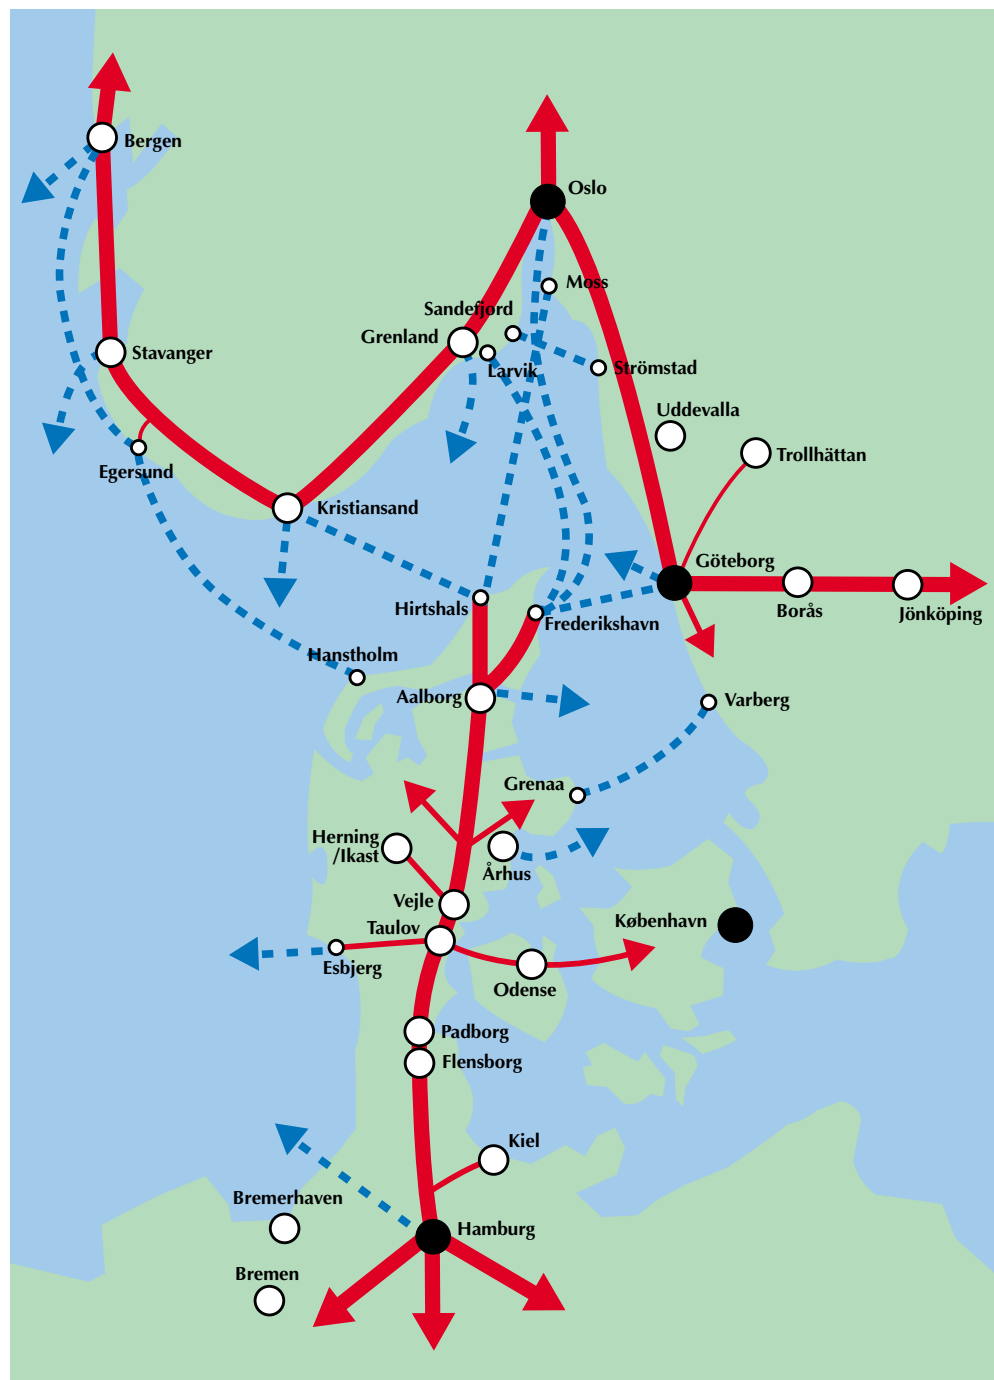 Bergen
Oslo
Moss
Sandefjord
Grenland
Stavanger
Larvik
Strömstad
Uddevalla
Trollhättan
Egersund
Kristiansand
Göteborg
Hirtshals
Borås
Jönköping
Frederikshavn
Hanstholm
Aalborg
Varberg
Grenaa
Herning
/Ikast
Århus
Vejle
København
Taulov
Esbjerg
Odense
Padborg
Flensborg
Kiel
Bremerhaven
Hamburg
Bremen